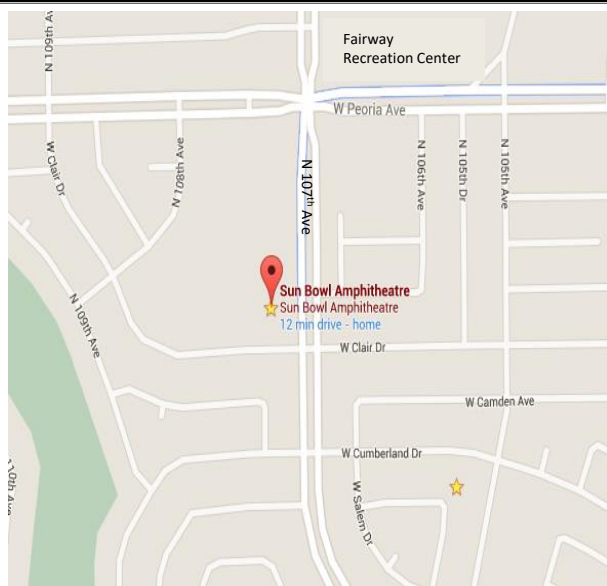 Fairway
Recreation Center
N 109th Av
W Peoria Ave
W Clair Dr
N 108th Ave
N 107th Ave
N 106th Ave
N 105th Dr
N 105th Ave
Sun Bowl Amphitheatre
Sun Bowl Amphitheatre
12 min drive - home
N 109th Ave
W Clair Dr
W Camden Ave
W Cumberland Dr
W Salem Dr
110th Ave